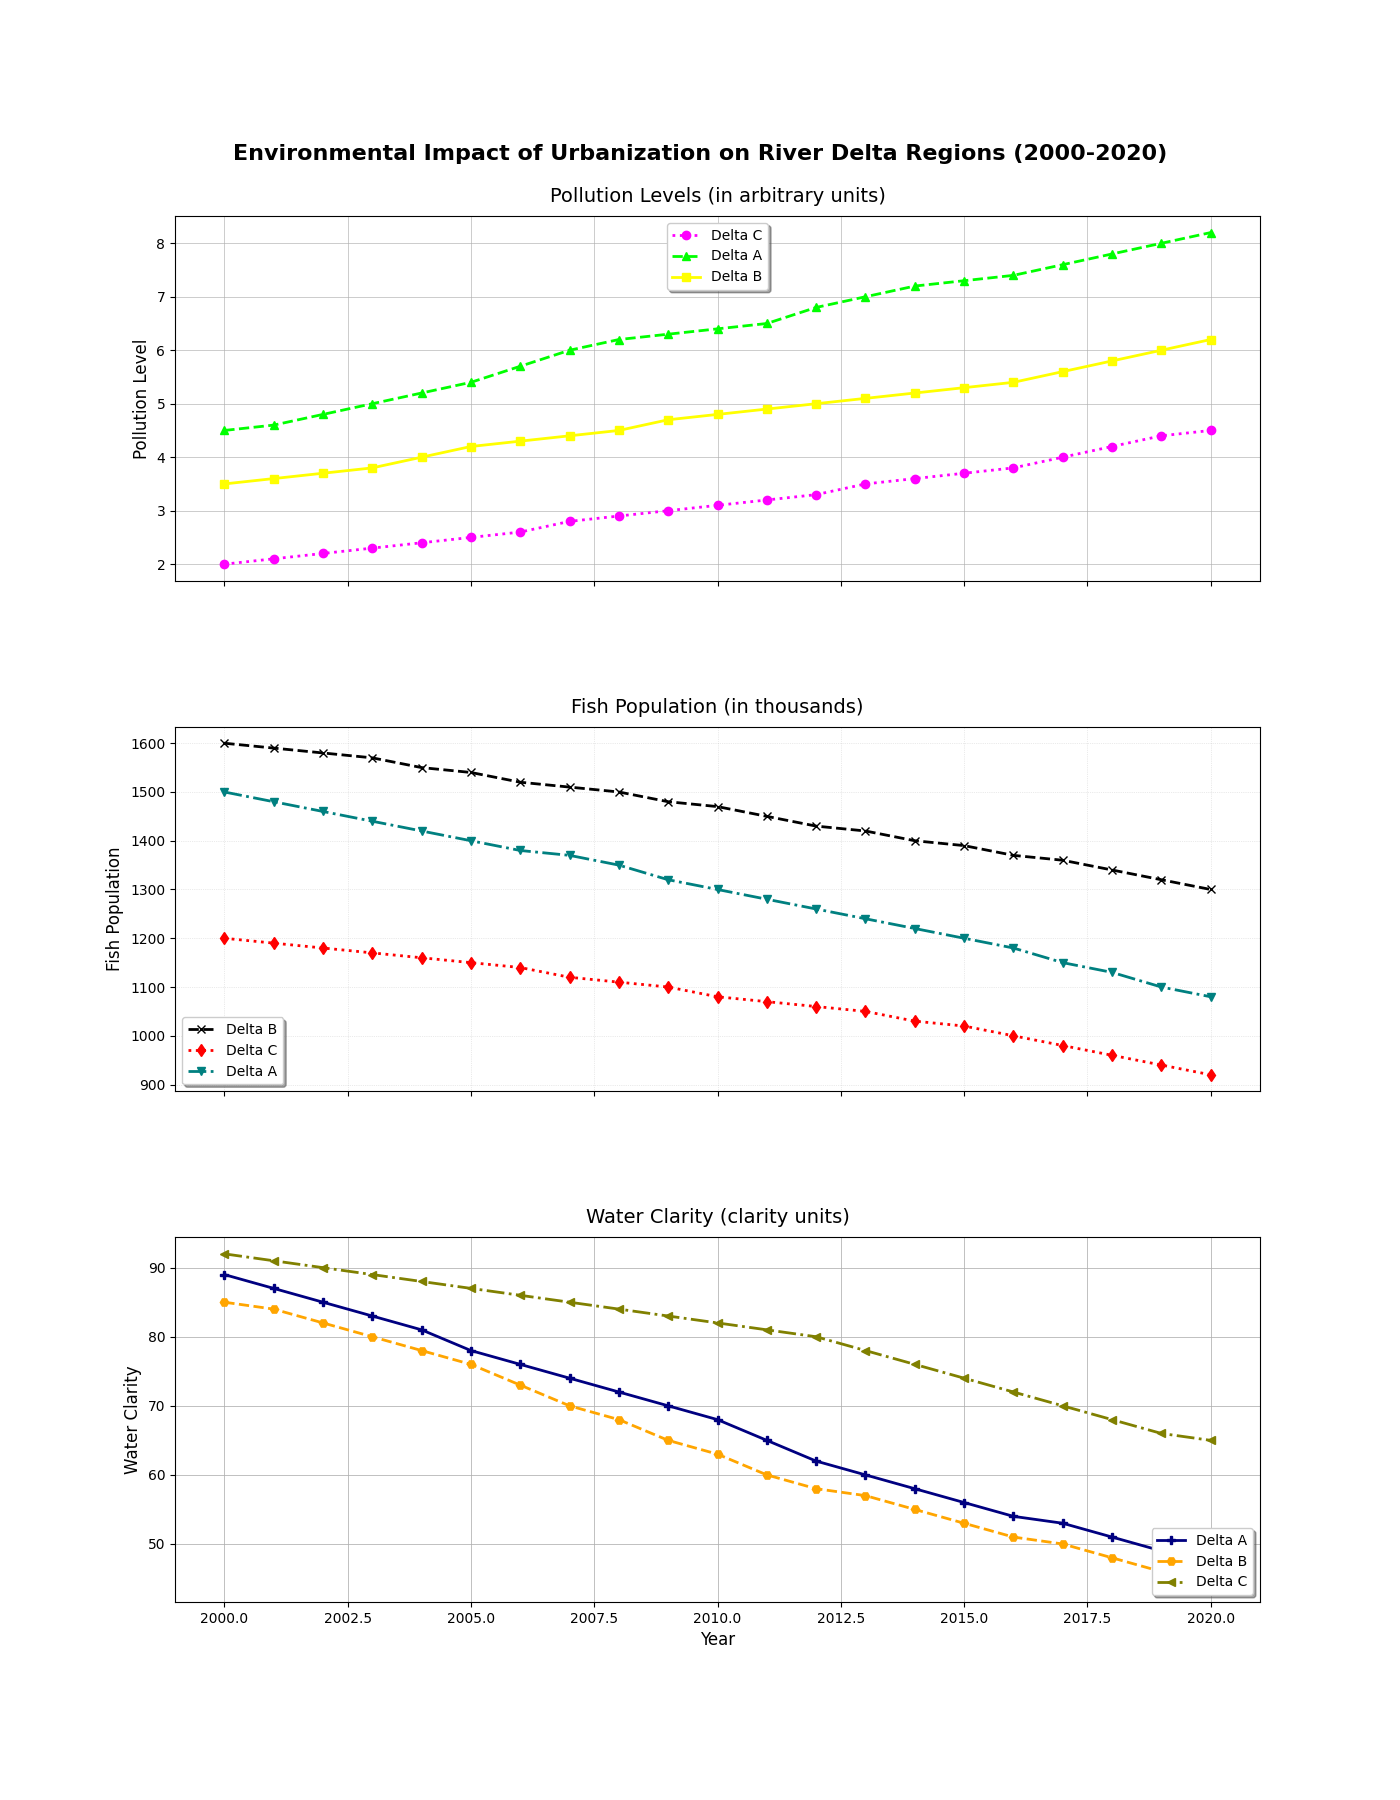 Environmental Impact of Urbanization on River Delta Regions (2000-2020)
Pollution Levels (in arbitrary units)
Delta C
Delta A
Delta B
8
7
6
5
4
3
2
Pollution Level
Fish Population (in thousands)
1600
1500
1400
1300
1200
1100
1000
900
Fish Population
Delta B
Delta C
Delta A
Water Clarity (clarity units)
90
80
70
60
50
Water Clarity
Delta A
Delta B
Delta C
2000.0 2002.5 2005.0 2007.5 2010.0 2012.5 2015.0 2017.5 2020.0
Year